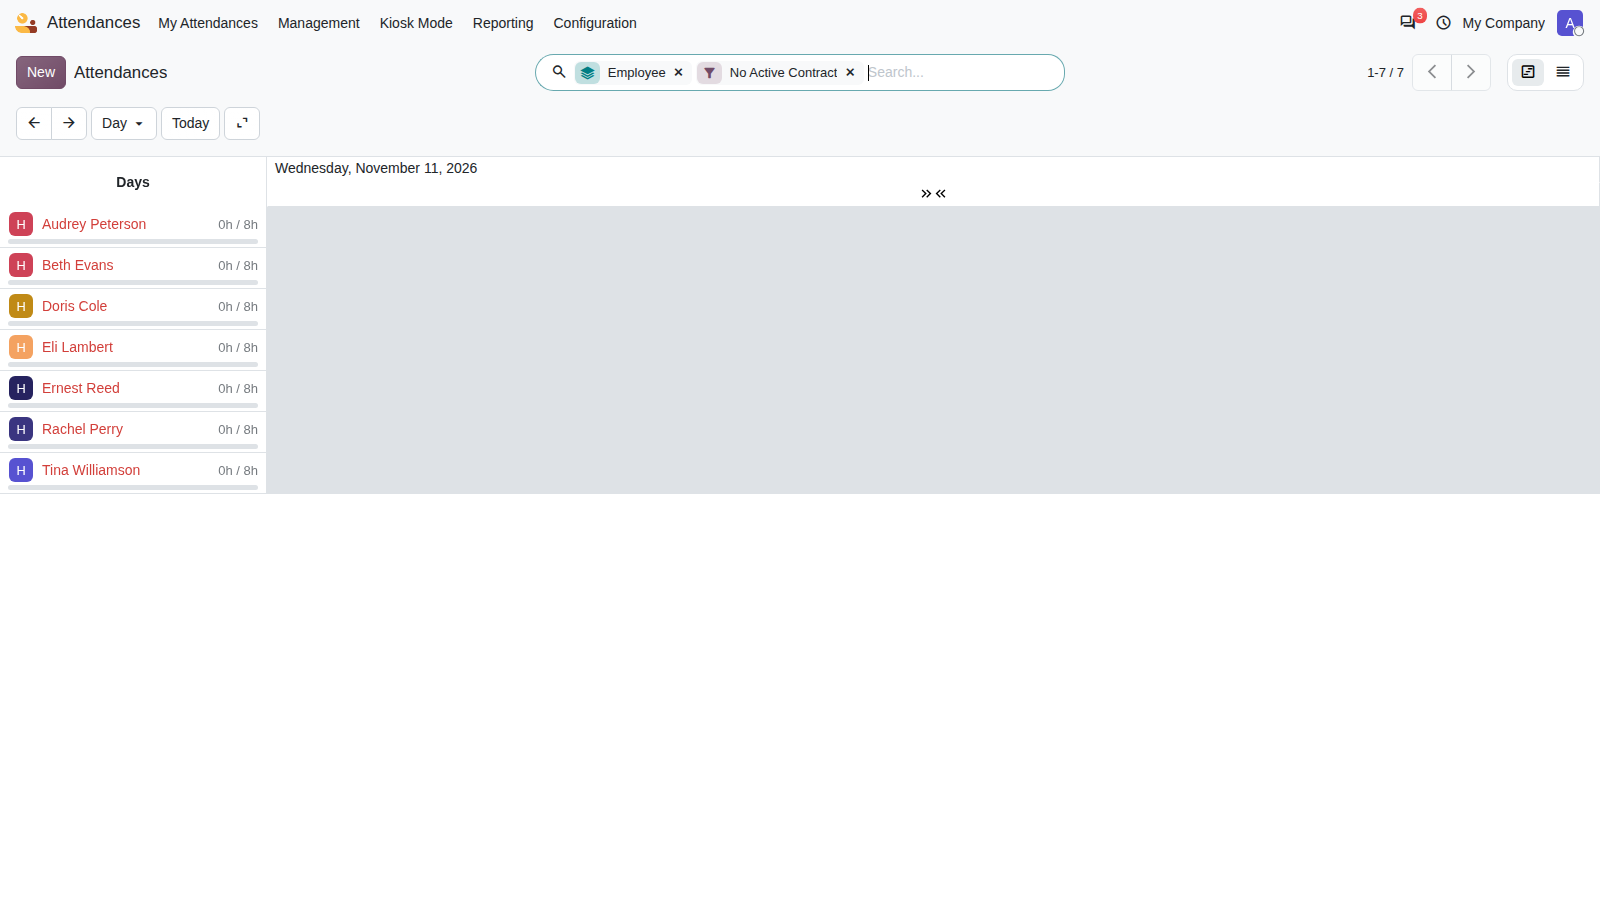 Attendances My Attendances Management Kiosk Mode Reporting Configuration 3 My Company A
New Attendances Employee No Active Contract Search... 1-7 / 7
Day Today
Days Wednesday, November 11, 2026
H Audrey Peterson 0h / 8h
H Beth Evans 0h / 8h
H Doris Cole 0h / 8h
H Eli Lambert 0h / 8h
H Ernest Reed 0h / 8h
H Rachel Perry 0h / 8h
H Tina Williamson 0h / 8h